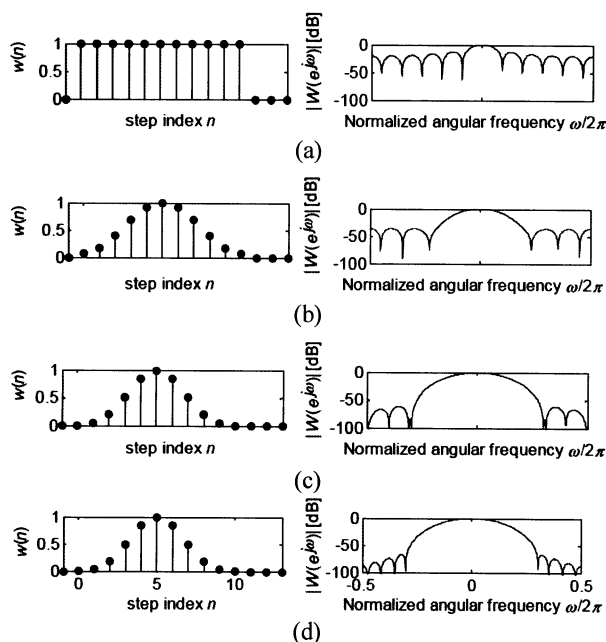 w(n)
1
0.5
0
step index n
|W(e^jω)| [dB]
0
-50
-100
Normalized angular frequency ω/2π
(a)
w(n)
1
0.5
0
step index n
|W(e^jω)| [dB]
0
-50
-100
Normalized angular frequency ω/2π
(b)
w(n)
1
0.5
0
step index n
|W(e^jω)| [dB]
0
-50
-100
Normalized angular frequency ω/2π
(c)
w(n)
1
0.5
0
0 5 10
step index n
|W(e^jω)| [dB]
0
-50
-100
-0.5 0 0.5
Normalized angular frequency ω/2π
(d)